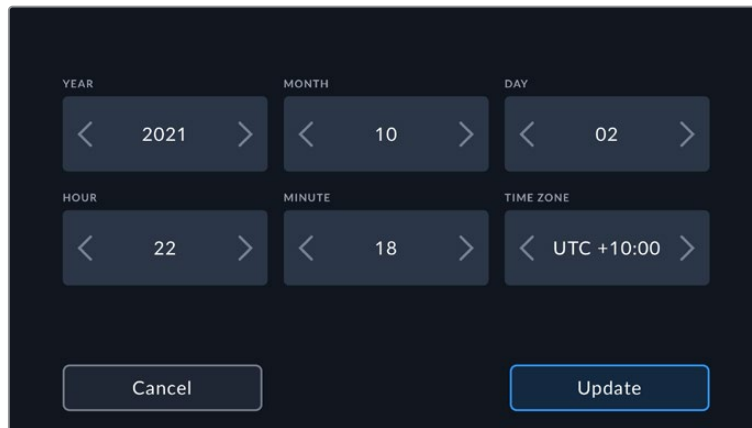 YEAR MONTH DAY
2021 10 02
HOUR MINUTE TIME ZONE
22 18 UTC +10:00
Cancel Update